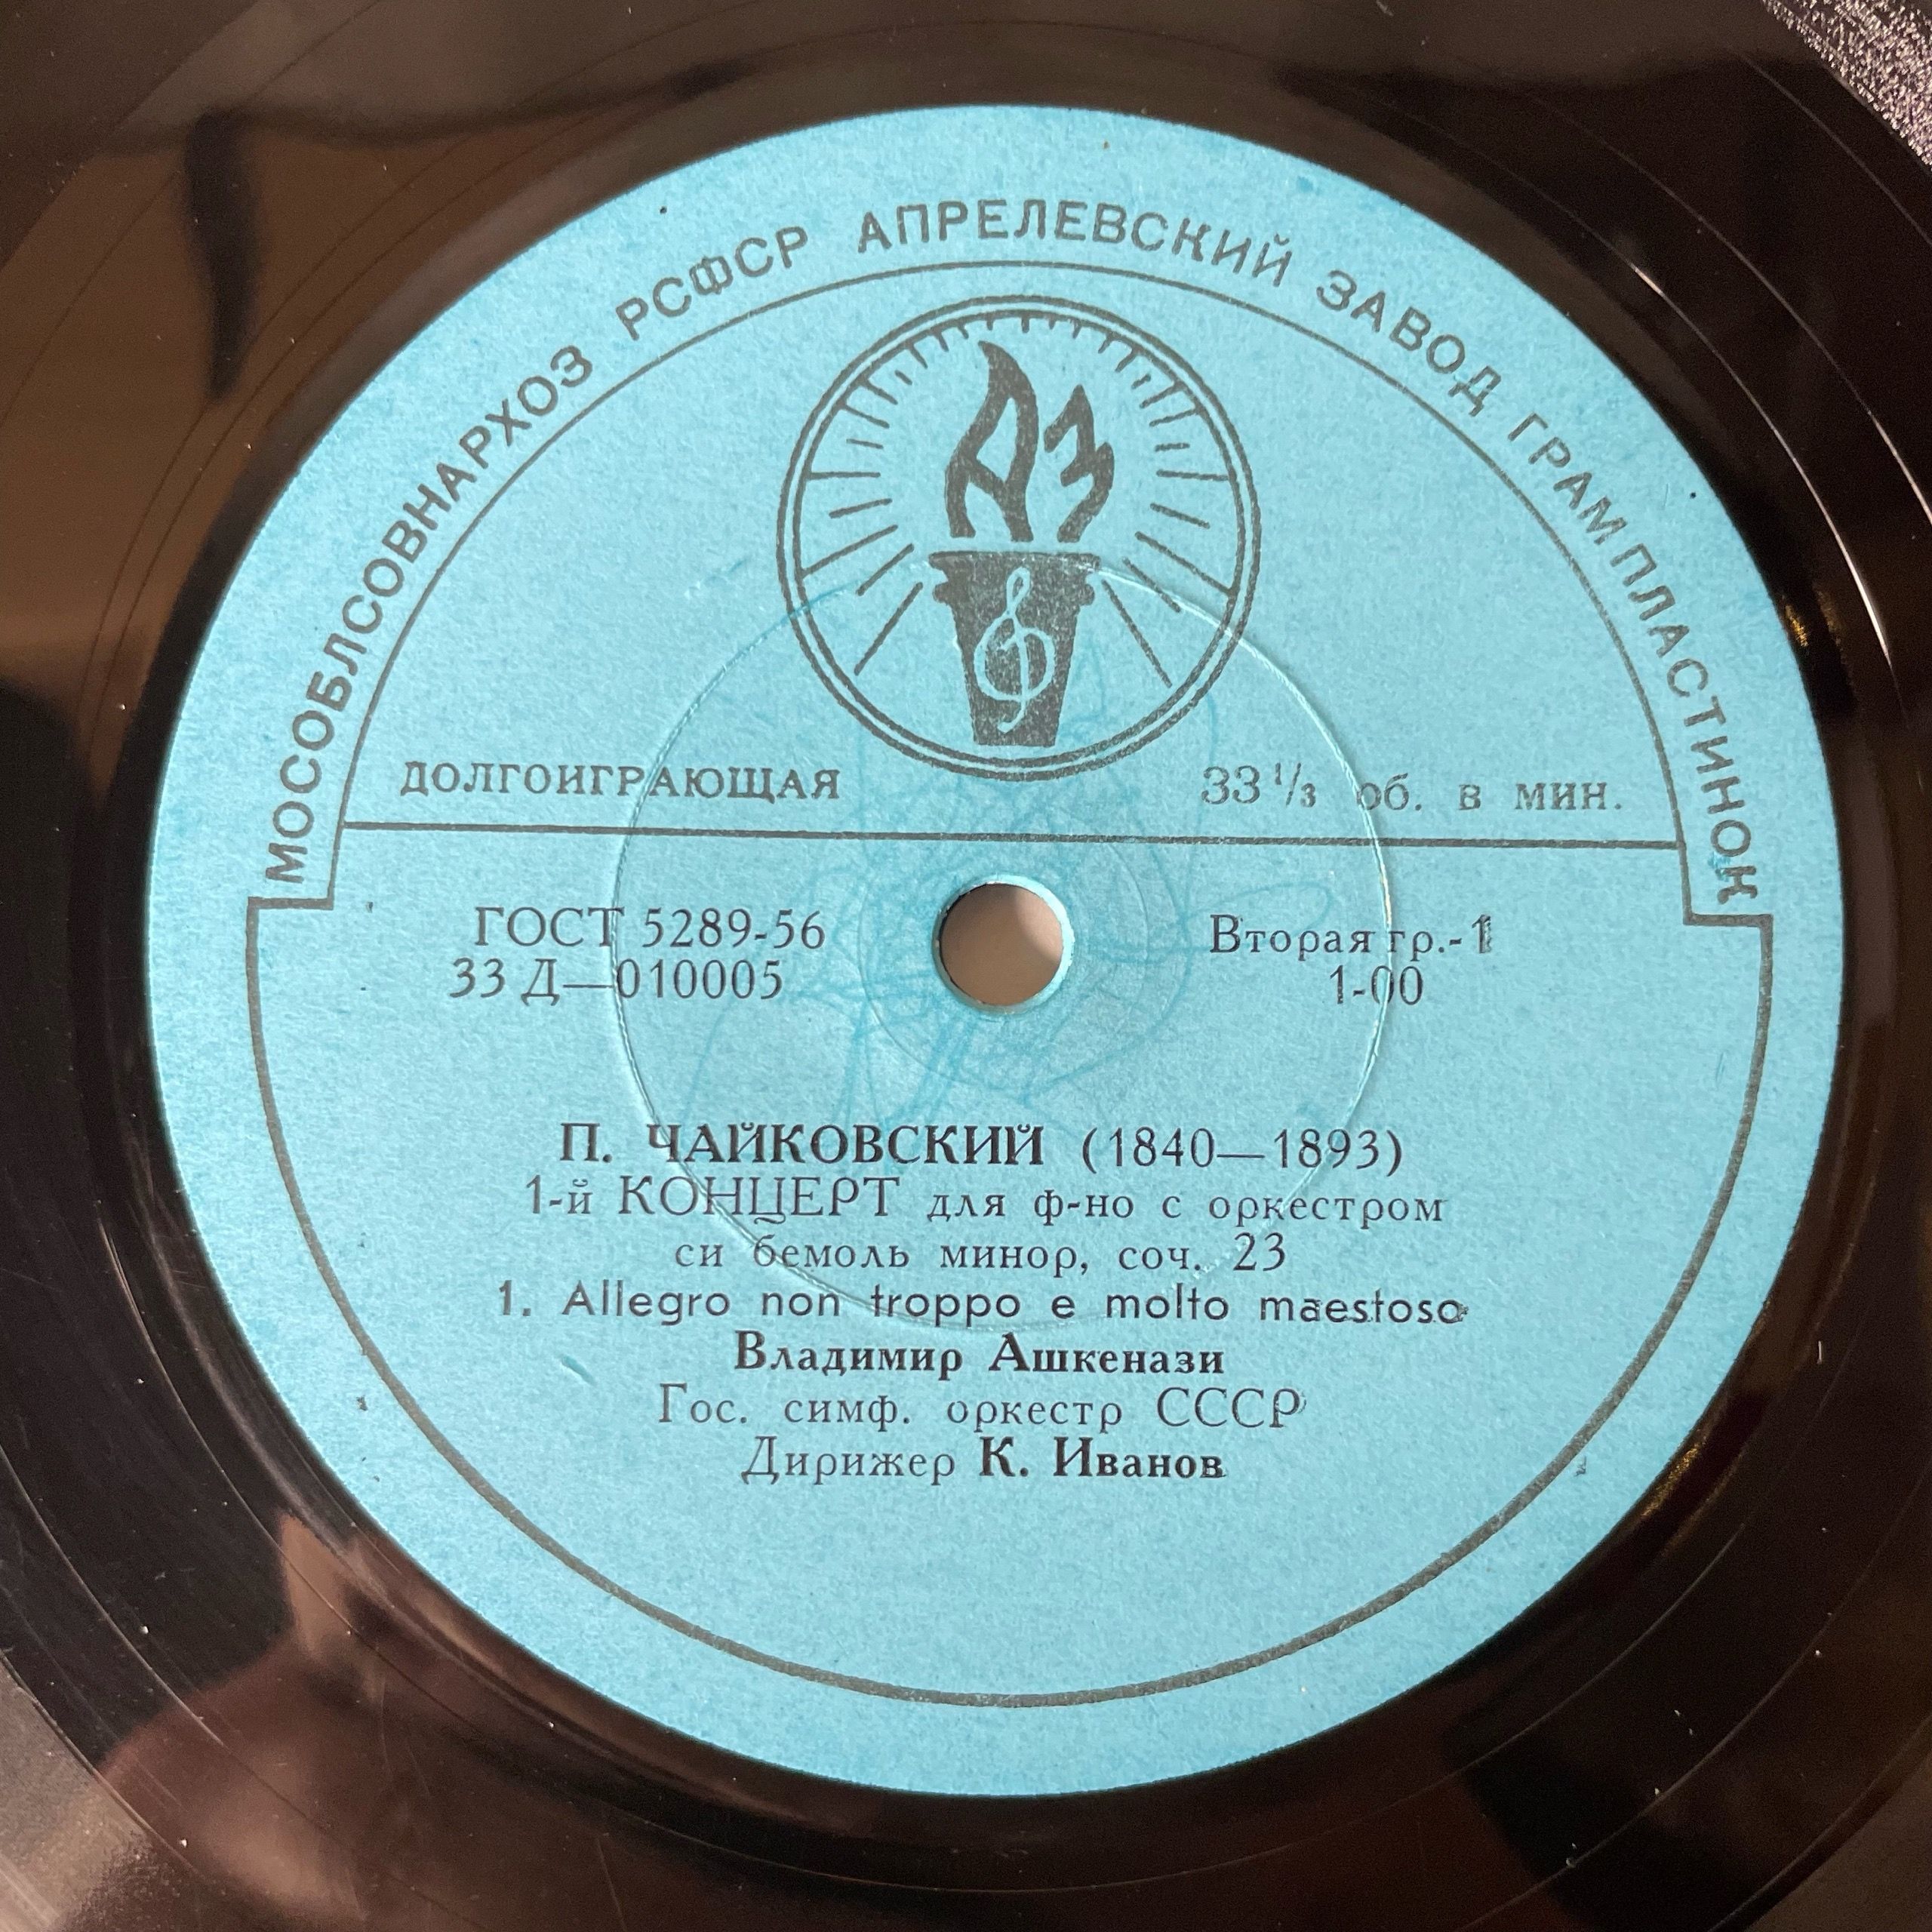 МОСОБЛСОВНАРХОЗ РСФСР АПРЕЛЕВСКИЙ ЗАВОД ГРАМПЛАСТИНОК
АЗ
ДОЛГОИГРАЮЩАЯ 33 1/3 об. в мин.
ГОСТ 5289-56 Вторая гр.-1
33 Д—010005 1-00
П. ЧАЙКОВСКИЙ (1840—1893)
1-й КОНЦЕРТ для ф-но с оркестром
си бемоль минор, соч. 23
1. Allegro non troppo e molto maestoso
Владимир Ашкенази
Гос. симф. оркестр СССР
Дирижер К. Иванов